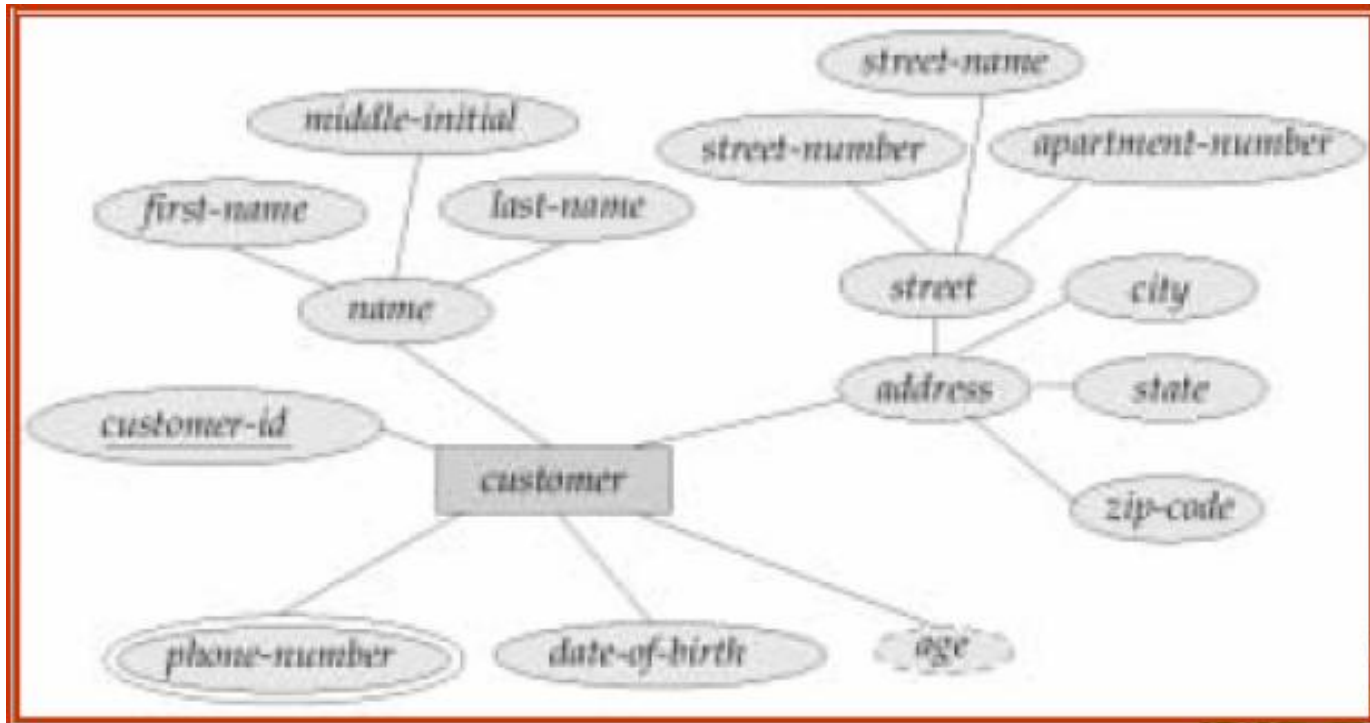 street-name
middle-initial
street-number
apartment-number
first-name
last-name
name
street
city
address
state
customer-id
customer
zip-code
phone-number
date-of-birth
age